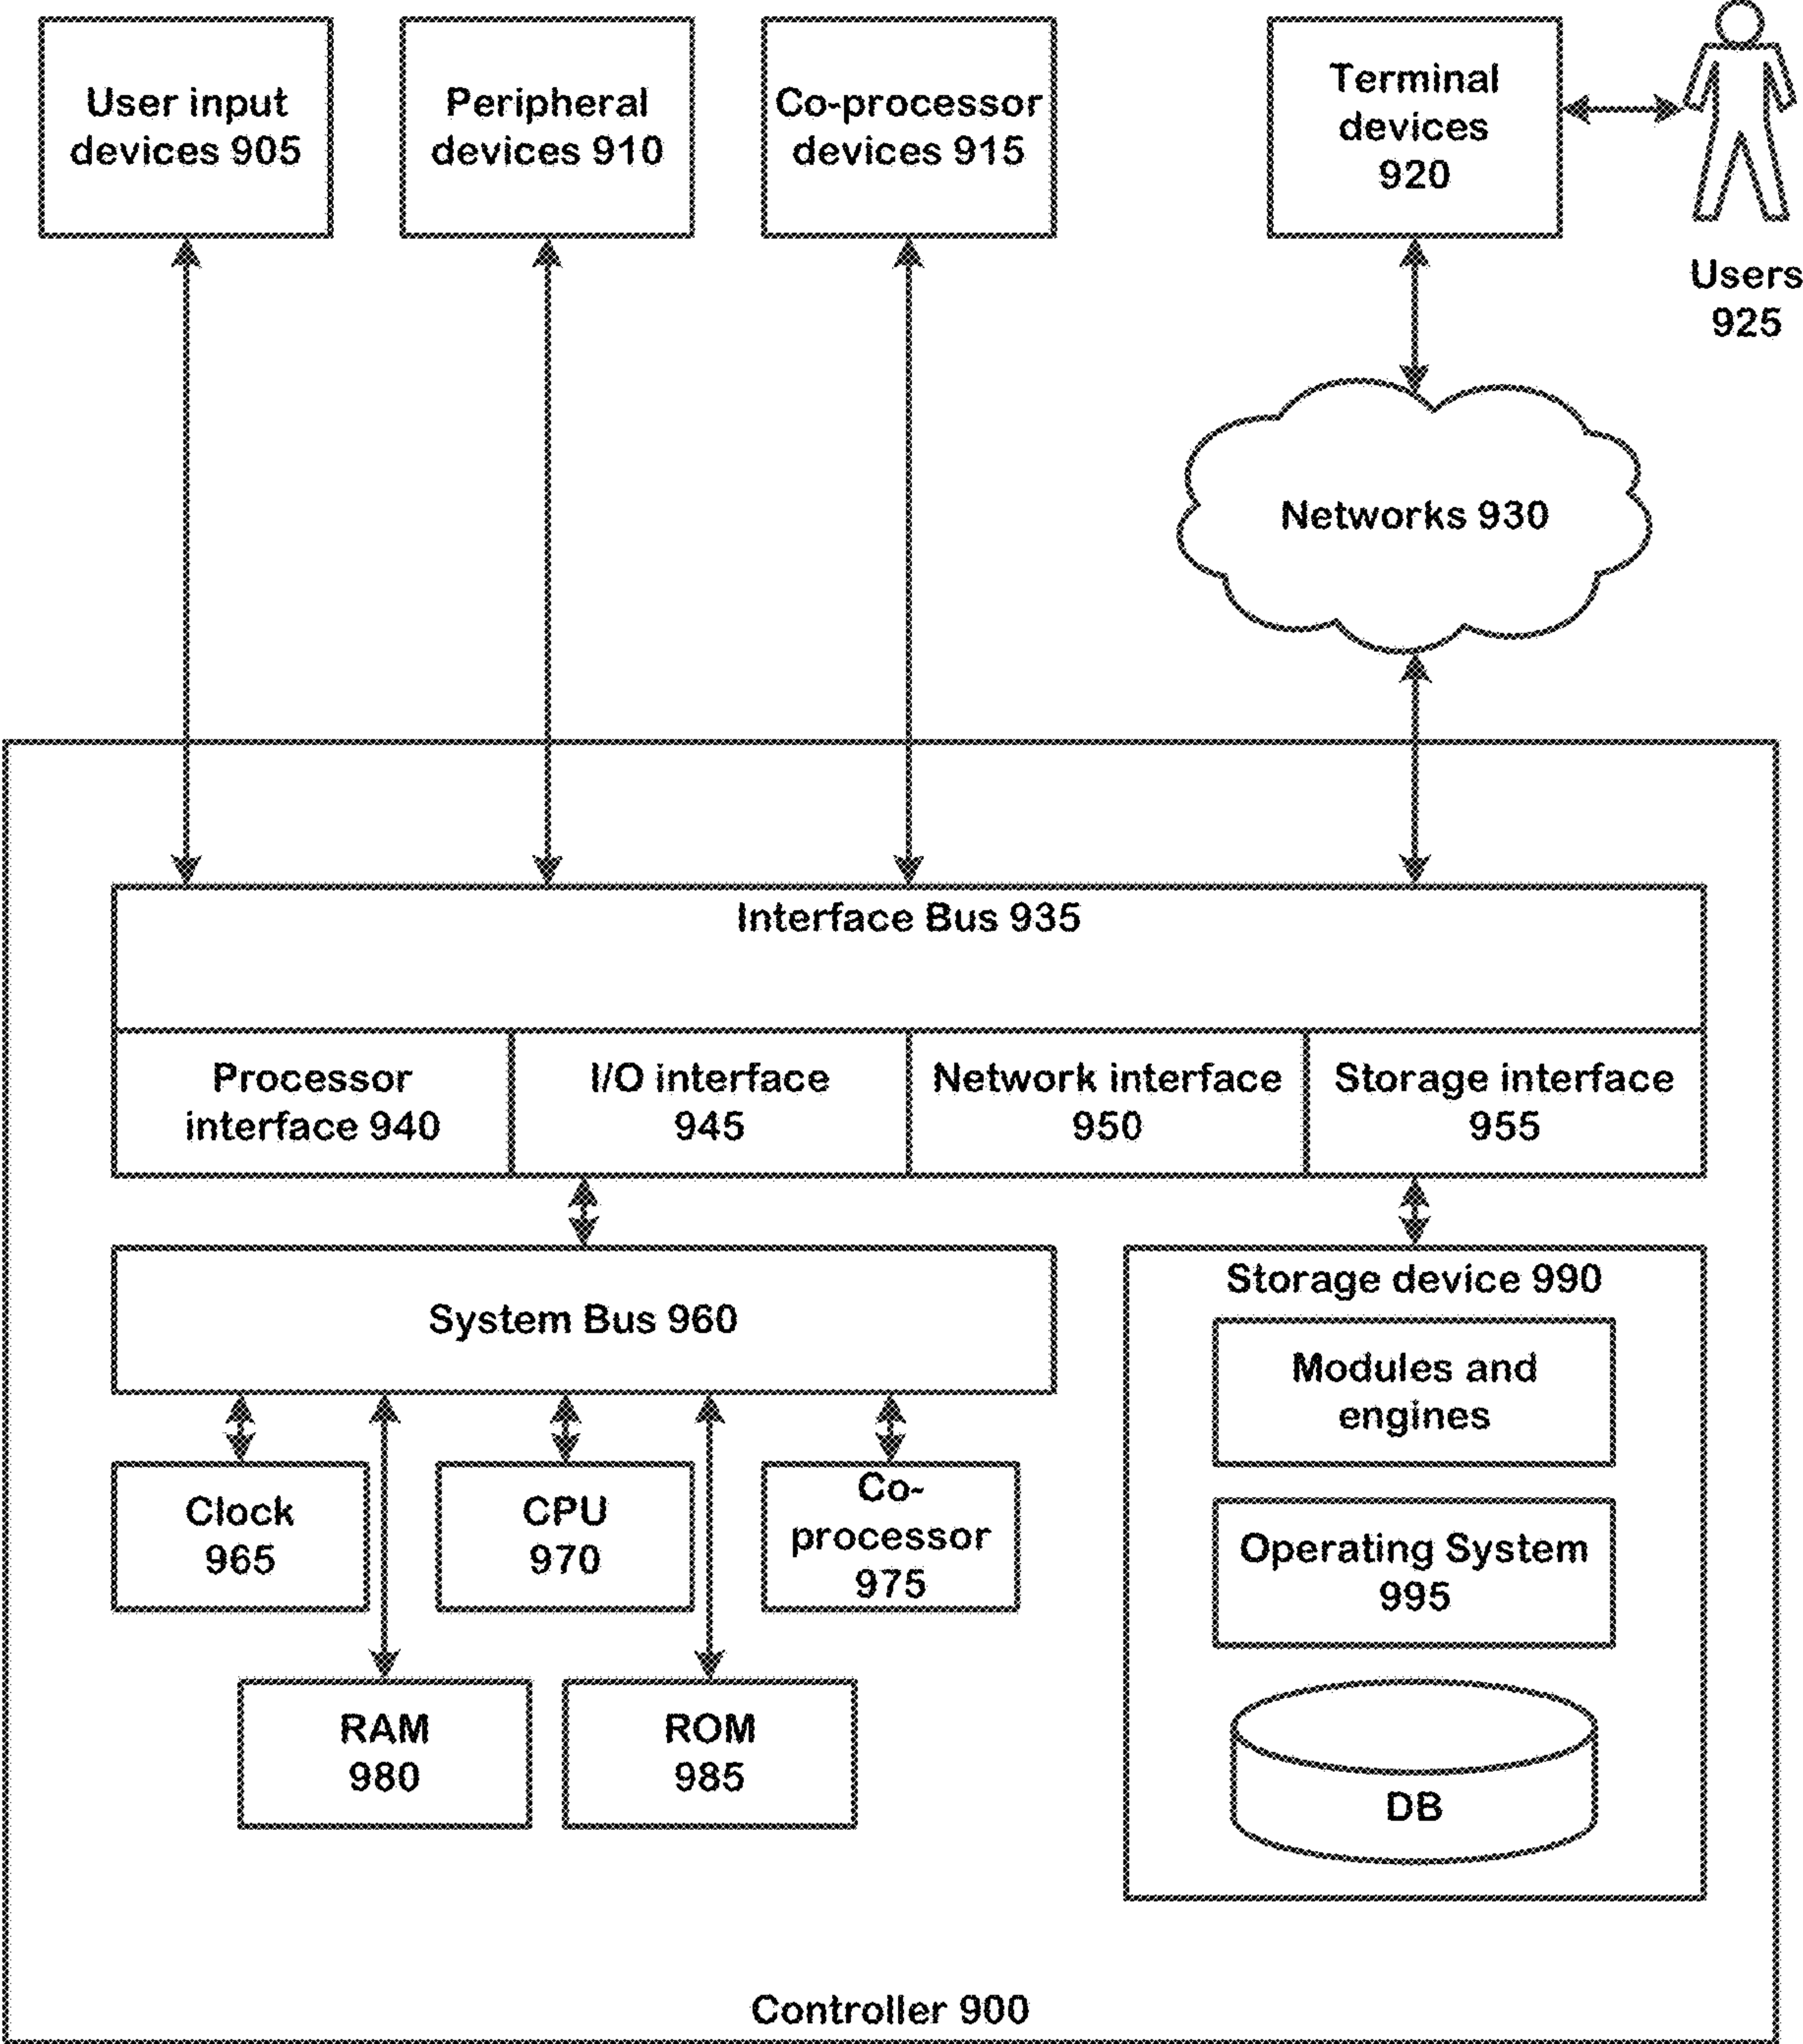 User input
devices 905
Peripheral
devices 910
Co-processor
devices 915
Terminal
devices
920
Users
925
Networks 930
Interface Bus 935
Processor
interface 940
I/O interface
945
Network interface
950
Storage interface
955
System Bus 960
Storage device 990
Modules and
engines
Clock
965
CPU
970
Co-
processor
975
Operating System
995
RAM
980
ROM
985
DB
Controller 900